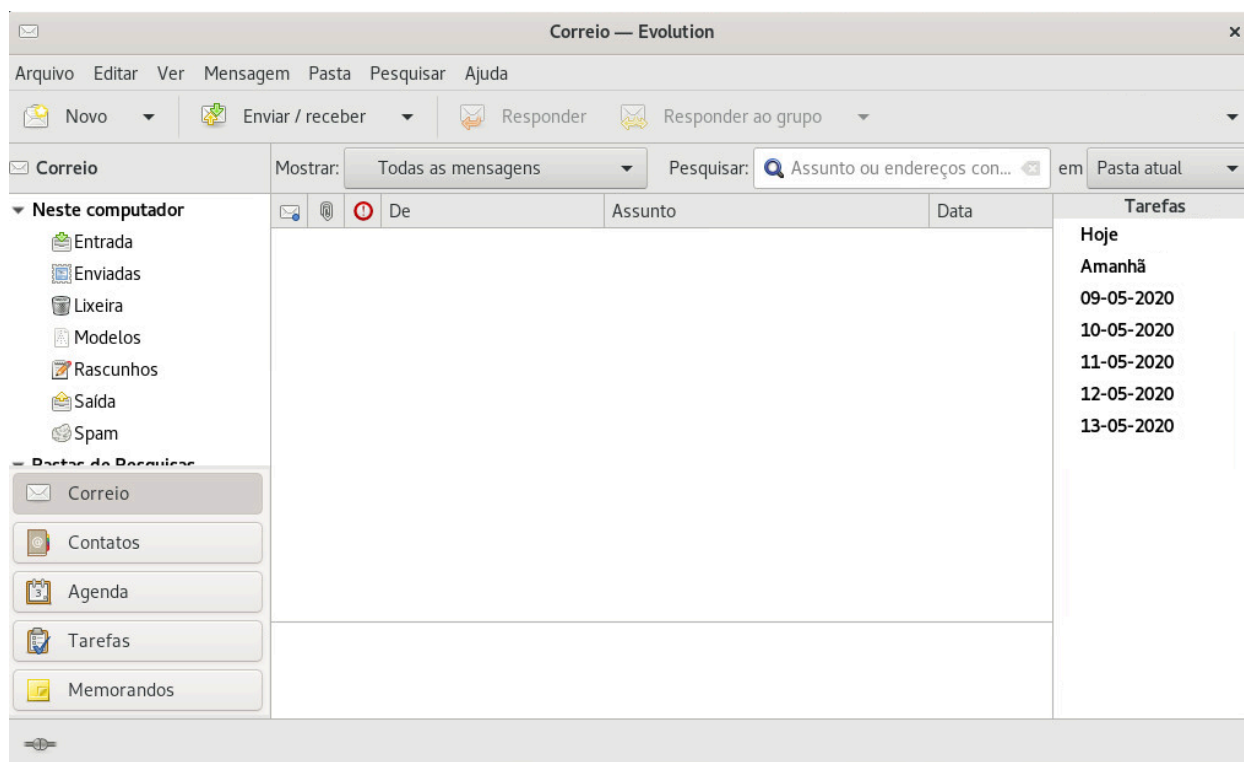 Correio — Evolution
Arquivo Editar Ver Mensagem Pasta Pesquisar Ajuda
Novo Enviar / receber Responder Responder ao grupo
Correio Mostrar: Todas as mensagens Pesquisar: Assunto ou endereços con... em Pasta atual
Neste computador
Entrada
Enviadas
Lixeira
Modelos
Rascunhos
Saída
Spam
Pastas de Pesquisas
Correio
Contatos
Agenda
Tarefas
Memorandos
De Assunto Data
Tarefas
Hoje
Amanhã
09-05-2020
10-05-2020
11-05-2020
12-05-2020
13-05-2020